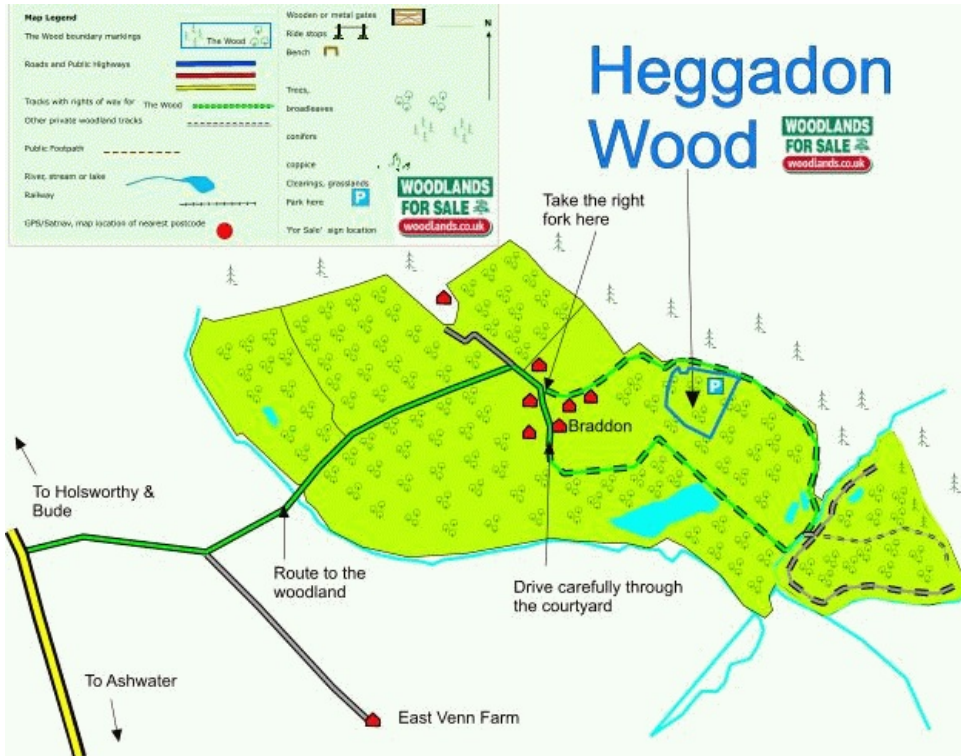 Map Legend
The Wood boundary markings
The Wood
Roads and Public Highways
Tracks with rights of way for The Wood
Other private woodland tracks
Public Footpath
River, stream or lake
Railway
GPS/Satnav, map location of nearest postcode
Wooden or metal gates
Ride stops
Bench
Trees,
broadleaves
conifers
coppice
Clearings, grasslands
Park here
P
'For Sale' sign location
WOODLANDS
FOR SALE
woodlands.co.uk
N
Heggadon
Wood
WOODLANDS
FOR SALE
woodlands.co.uk
Take the right
fork here
P
Braddon
To Holsworthy &
Bude
Route to the
woodland
Drive carefully through
the courtyard
To Ashwater
East Venn Farm